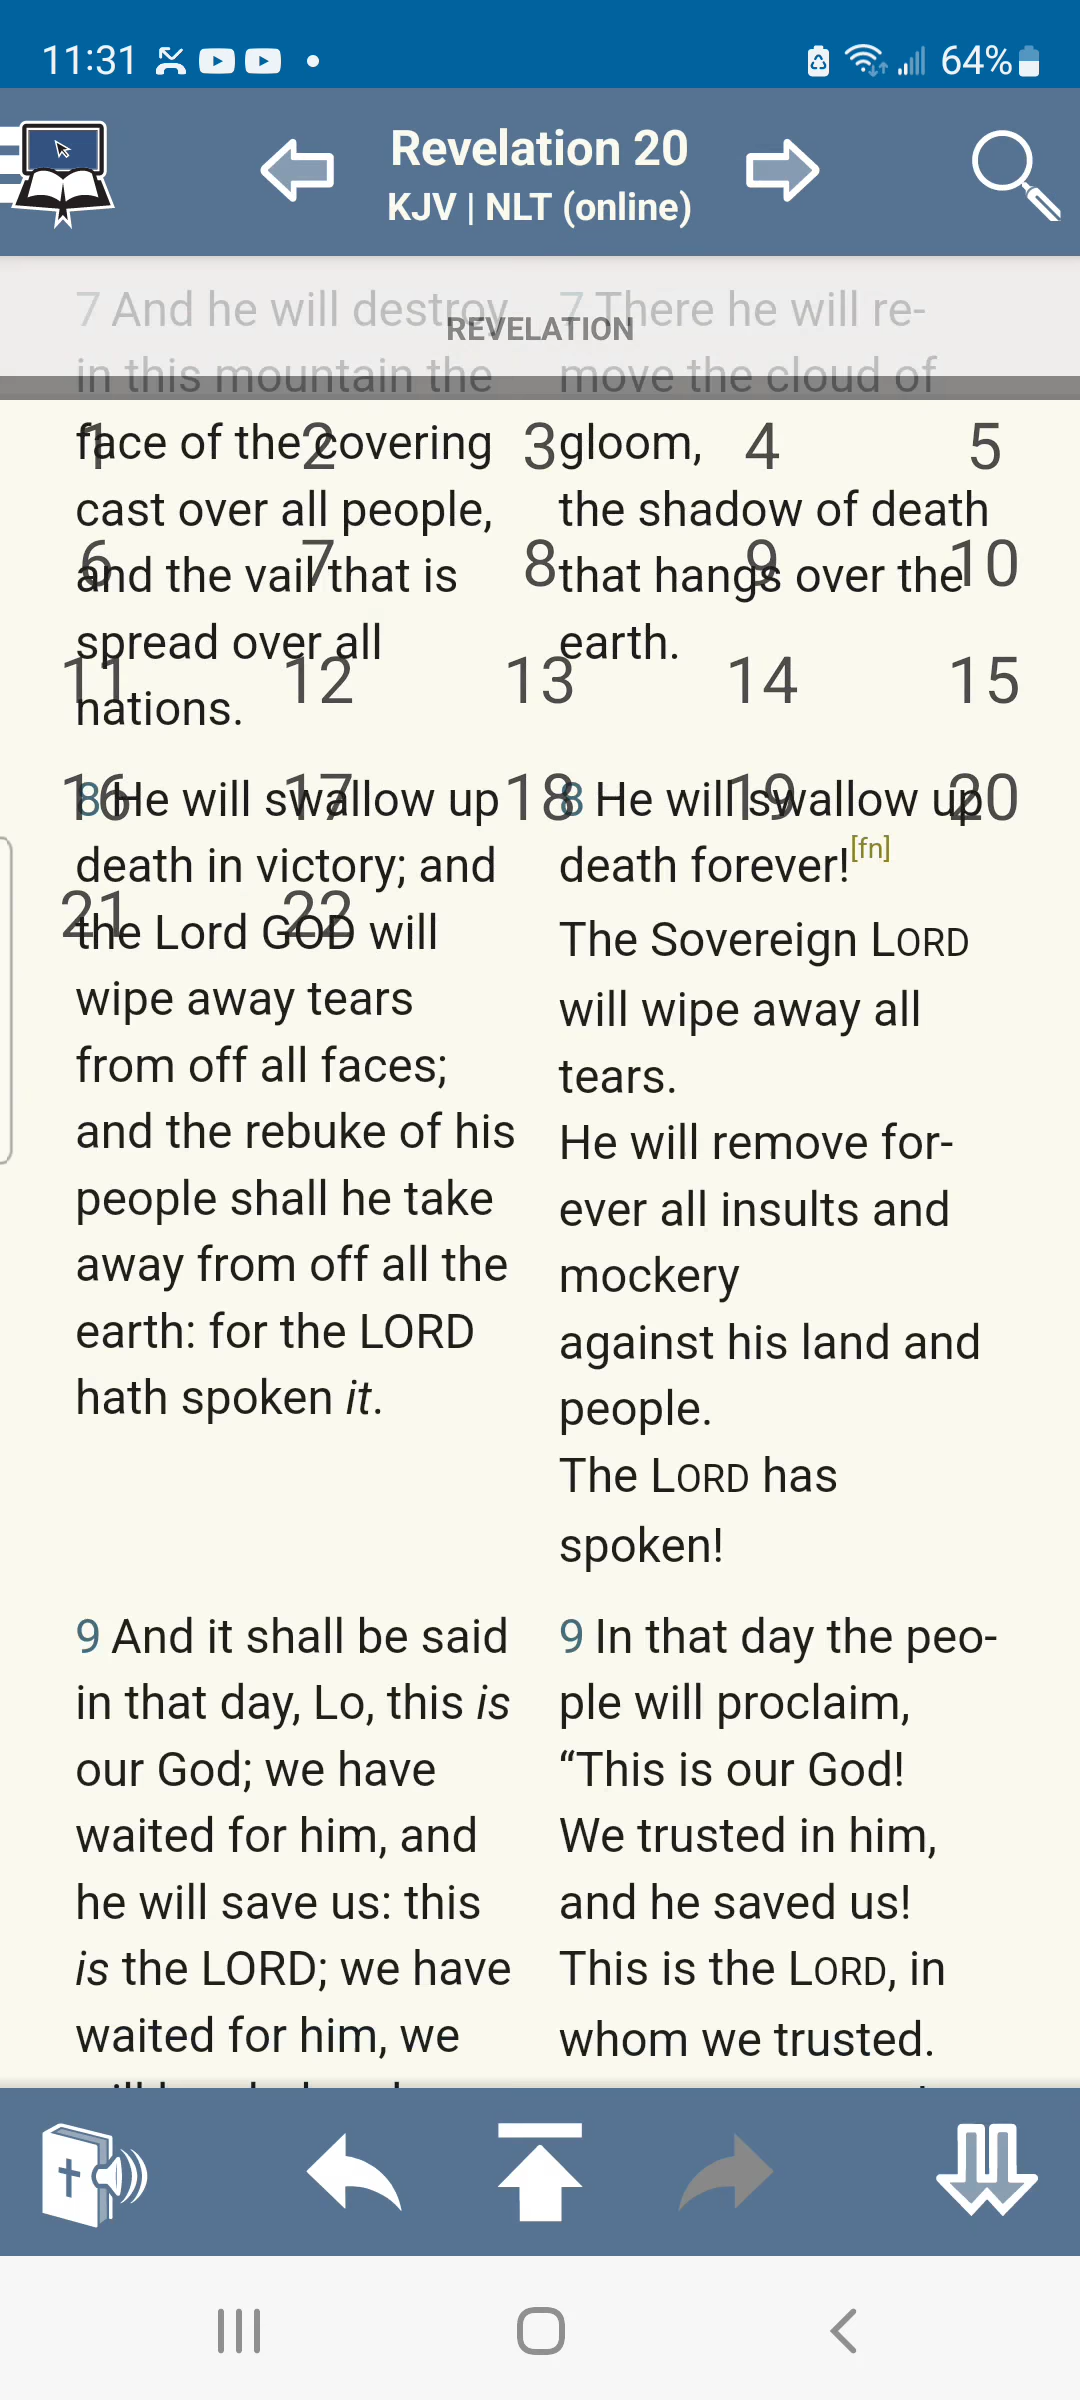 11:31
64%
Revelation 20
KJV | NLT (online)
REVELATION
7 And he will destroy
in this mountain the
face of the covering
cast over all people,
and the vail that is
spread over all
nations.
8 He will swallow up
death in victory; and
the Lord GOD will
wipe away tears
from off all faces;
and the rebuke of his
people shall he take
away from off all the
earth: for the LORD
hath spoken it.
9 And it shall be said
in that day, Lo, this is
our God; we have
waited for him, and
he will save us: this
is the LORD; we have
waited for him, we
7 There he will re-
move the cloud of
gloom,
the shadow of death
that hangs over the
earth.
8 He will swallow up
death forever![fn]
The Sovereign LORD
will wipe away all
tears.
He will remove for-
ever all insults and
mockery
against his land and
people.
The LORD has
spoken!
9 In that day the peo-
ple will proclaim,
“This is our God!
We trusted in him,
and he saved us!
This is the LORD, in
whom we trusted.
1 2 3 4 5
6 7 8 9 10
11 12 13 14 15
16 17 18 19 20
21 22